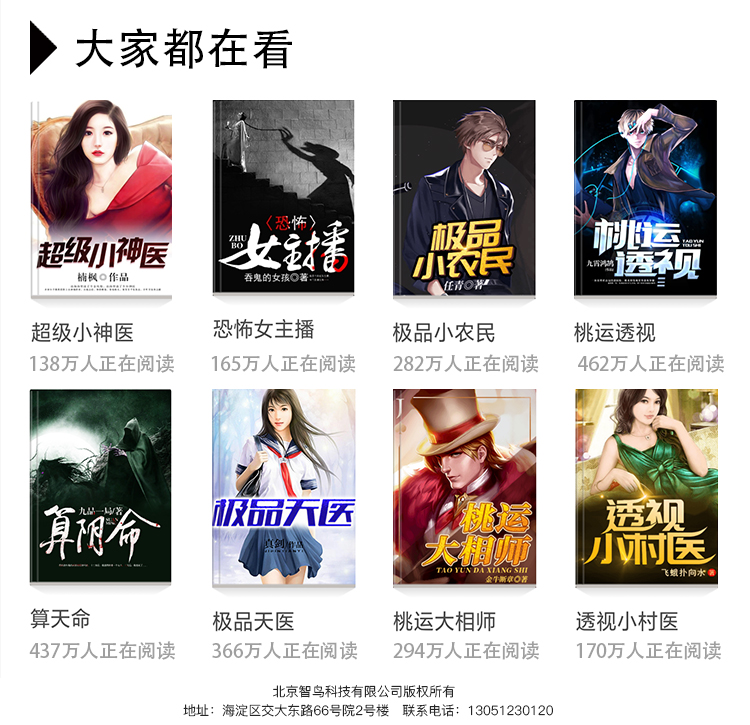 大家都在看
超级小神医
楠枫◎作品
〈恐怖〉
ZHU BO
女主播
吞鬼的女孩◎著
极品
小农民
任青◎著
桃运
TAO YUN
TOU SHI
九霄鸿鹄
透视
超级小神医
恐怖女主播
极品小农民
桃运透视
138万人正在阅读
165万人正在阅读
282万人正在阅读
462万人正在阅读
九品一局/著
算阴命
极品天医
真剑 作品
J
桃运
大相师
TAO YUN DA XIANG SHI
金牛断章◎著
透视
小村医
飞蛾扑向水 著
算天命
极品天医
桃运大相师
透视小村医
437万人正在阅读
366万人正在阅读
294万人正在阅读
170万人正在阅读
北京智鸟科技有限公司版权所有
地址：海淀区交大东路66号院2号楼 联系电话：13051230120